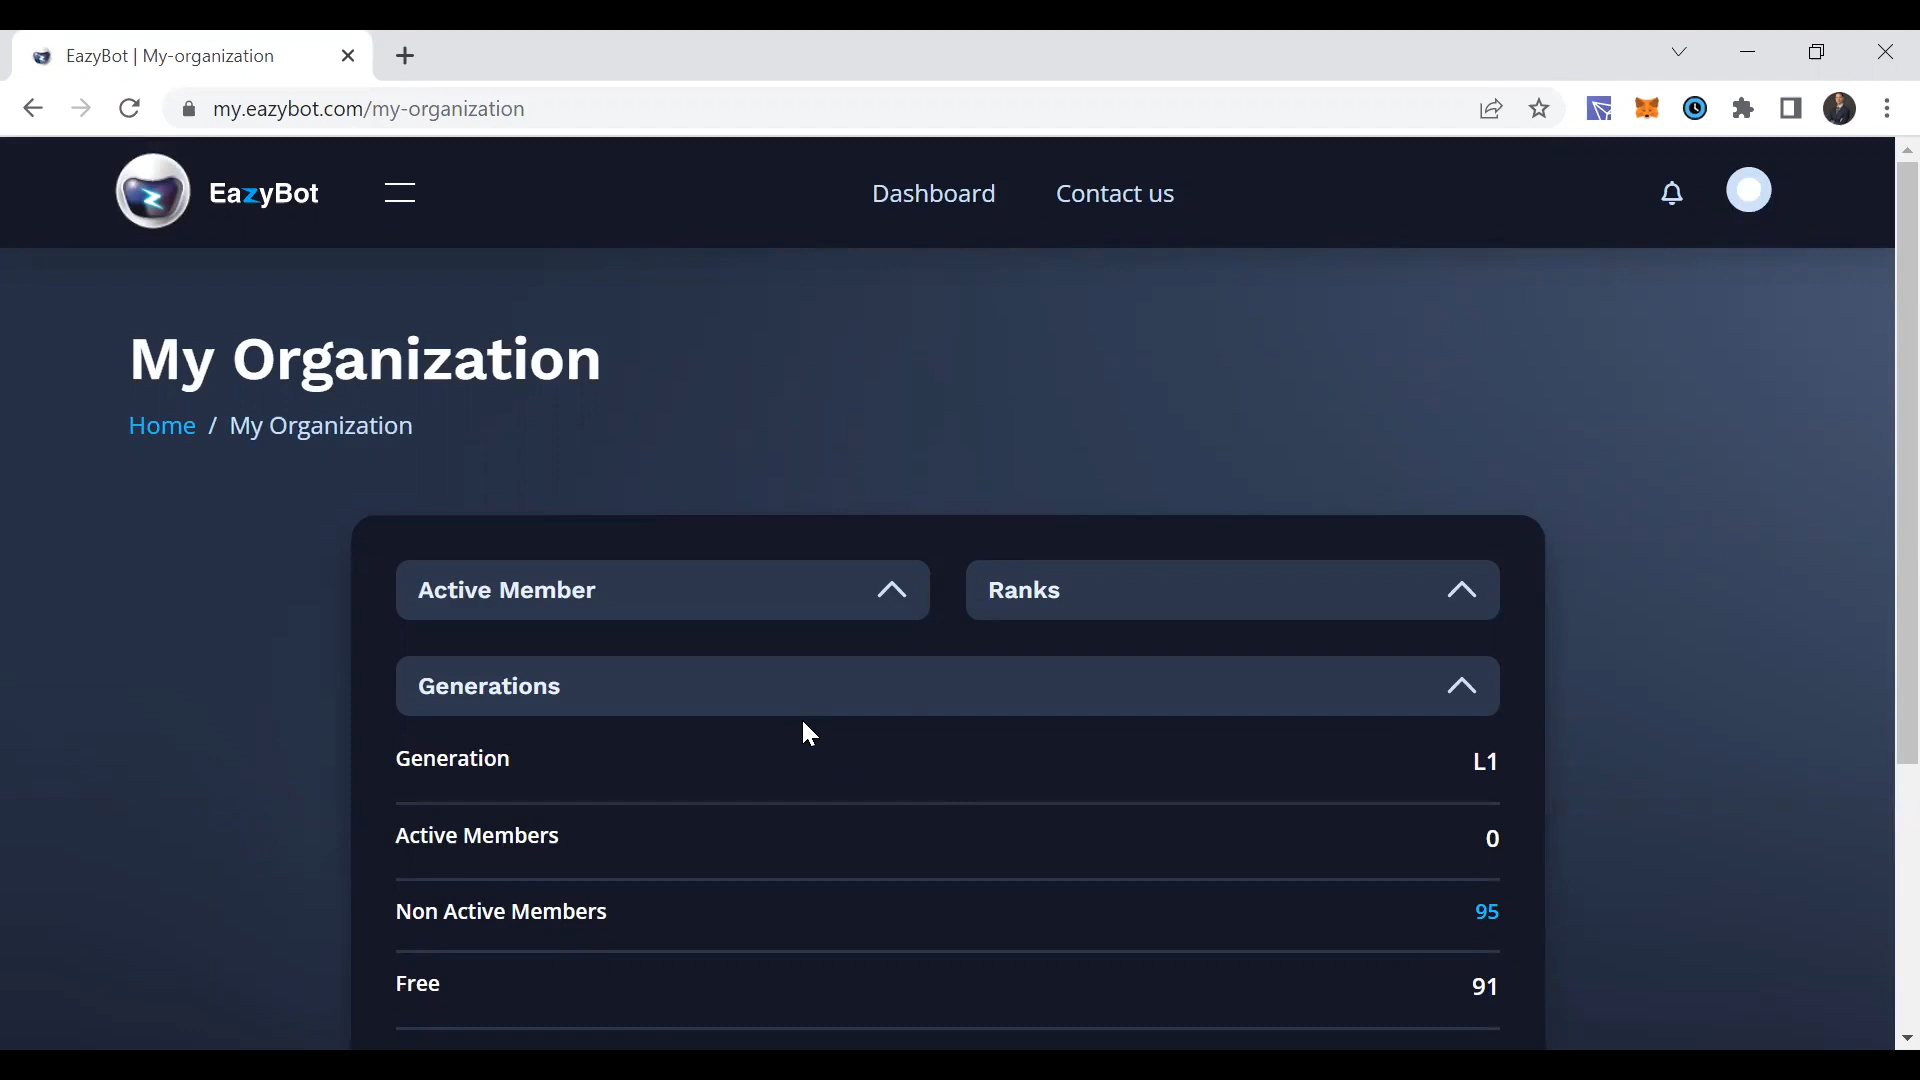 EazyBot | My-organization
my.eazybot.com/my-organization
EazyBot
Dashboard
Contact us
My Organization
Home / My Organization
Active Member
Ranks
Generations
Generation L1
Active Members 0
Non Active Members 95
Free 91